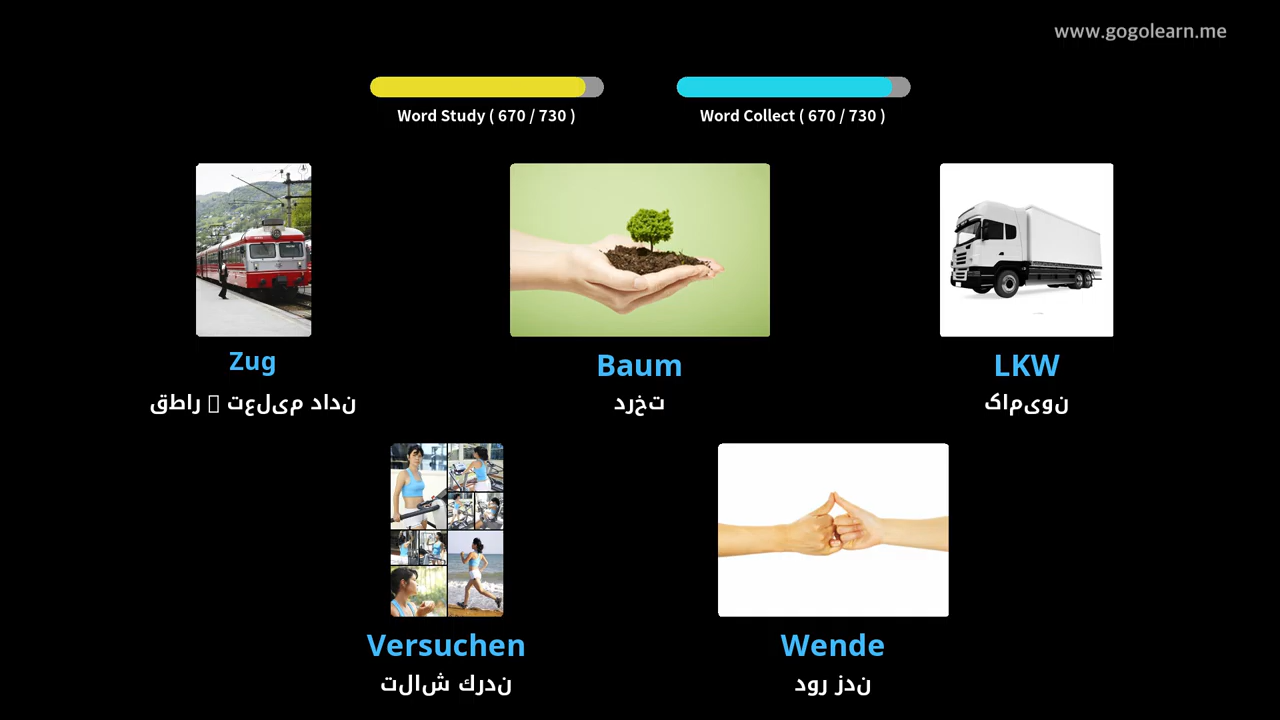 www.gogolearn.me
Word Study ( 670 / 730 )
Word Collect ( 670 / 730 )
Zug
Baum
LKW
قطار ▯ تعلیم دادن
درخت
کامیون
Versuchen
Wende
تلاش كردن
دور زدن